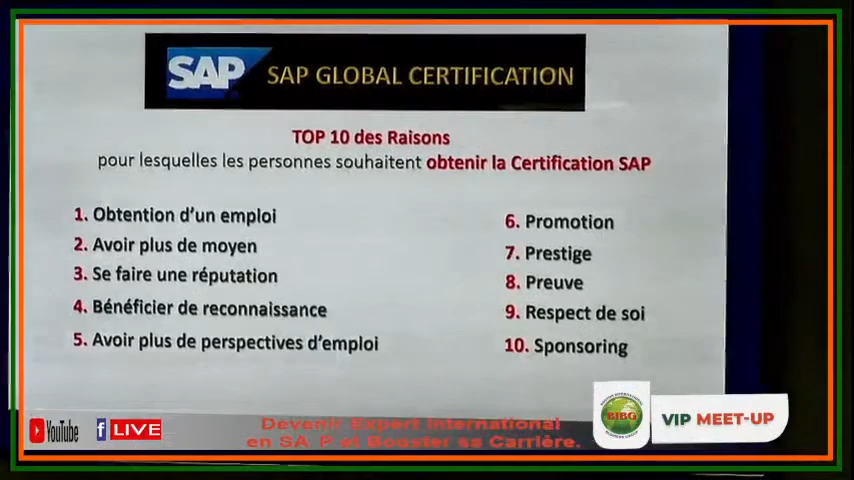 SAP SAP GLOBAL CERTIFICATION
TOP 10 des Raisons
pour lesquelles les personnes souhaitent obtenir la Certification SAP
1. Obtention d'un emploi
2. Avoir plus de moyen
3. Se faire une réputation
4. Bénéficier de reconnaissance
5. Avoir plus de perspectives d'emploi
6. Promotion
7. Prestige
8. Preuve
9. Respect de soi
10. Sponsoring
YouTube f LIVE
Devenir Expert International
en SA P et Booster sa Carrière.
BIBG
VIP MEET-UP